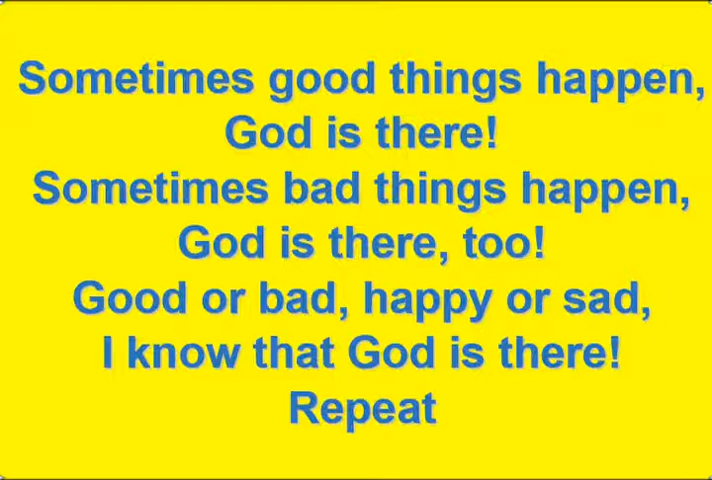 Sometimes good things happen,
God is there!
Sometimes bad things happen,
God is there, too!
Good or bad, happy or sad,
I know that God is there!
Repeat